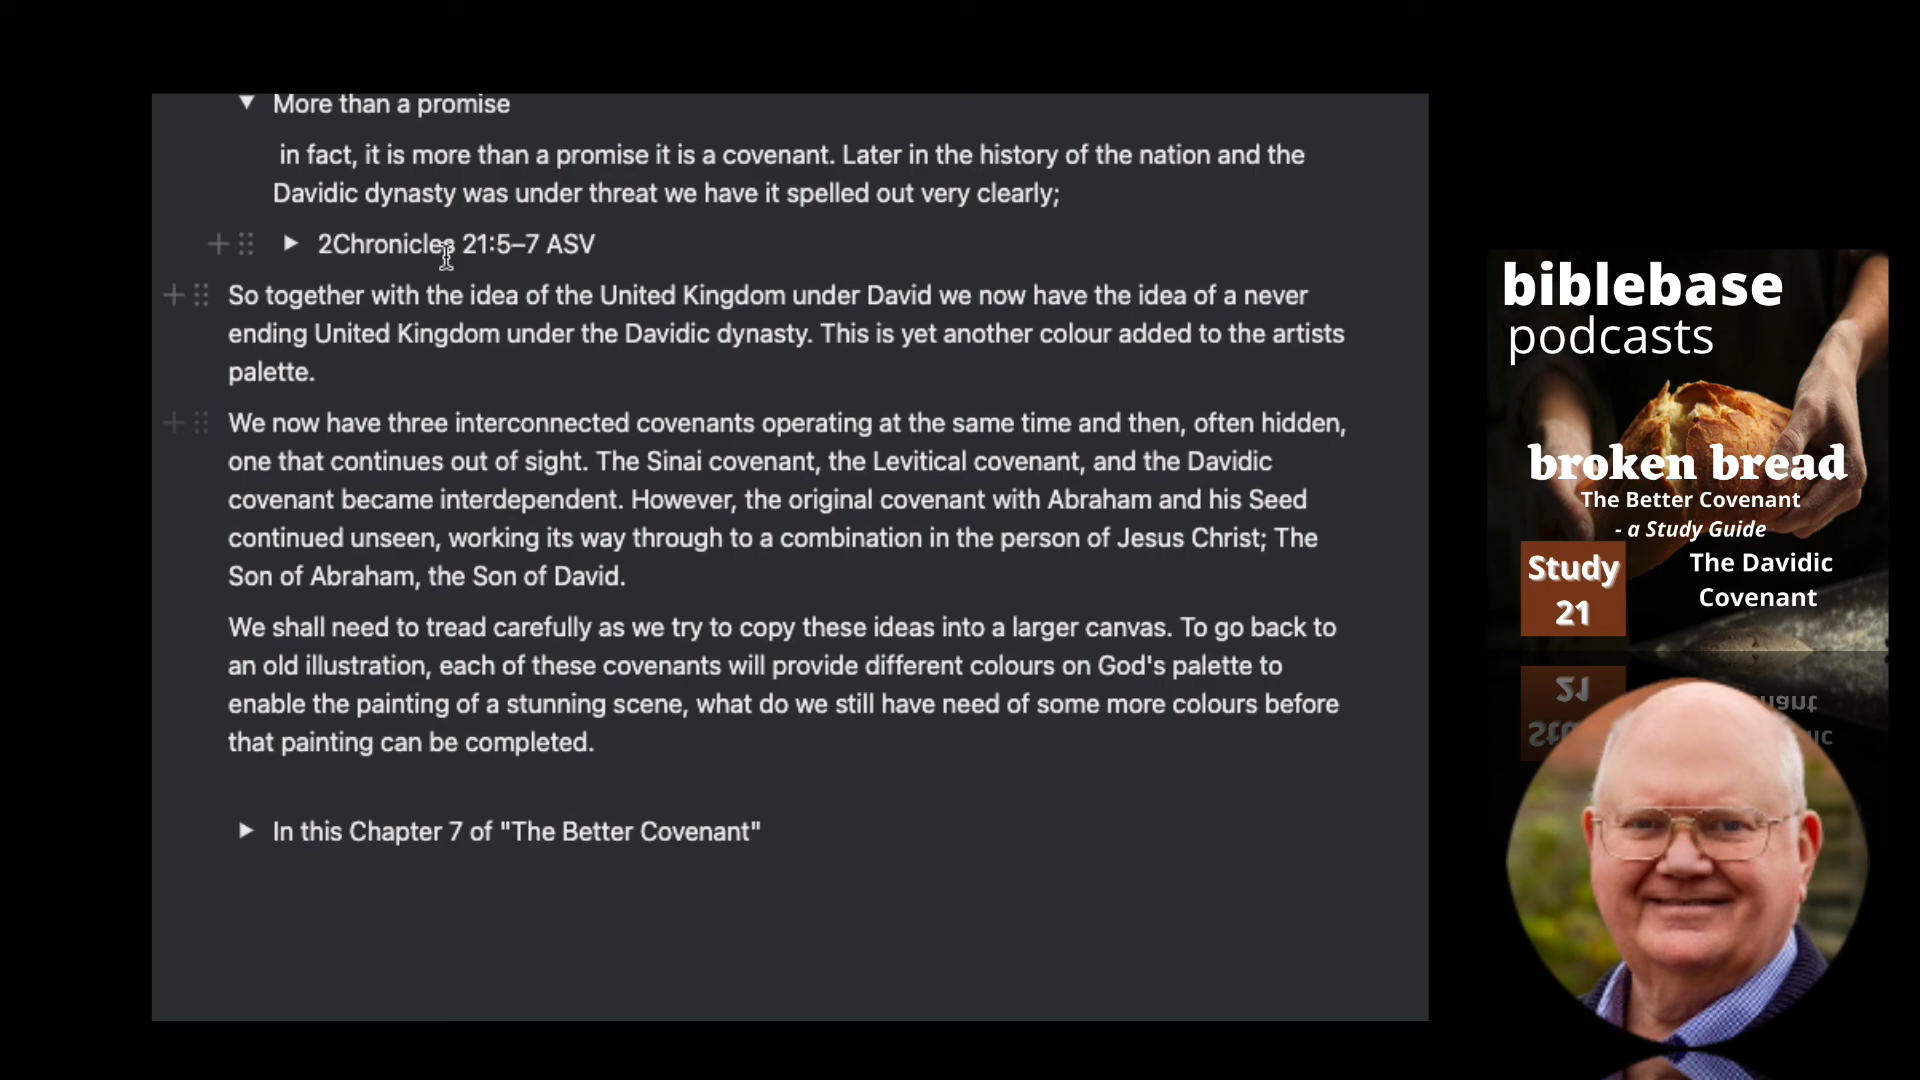 More than a promise
in fact, it is more than a promise it is a covenant. Later in the history of the nation and the
Davidic dynasty was under threat we have it spelled out very clearly;
2Chronicles 21:5–7 ASV
So together with the idea of the United Kingdom under David we now have the idea of a never
ending United Kingdom under the Davidic dynasty. This is yet another colour added to the artists
palette.
We now have three interconnected covenants operating at the same time and then, often hidden,
one that continues out of sight. The Sinai covenant, the Levitical covenant, and the Davidic
covenant became interdependent. However, the original covenant with Abraham and his Seed
continued unseen, working its way through to a combination in the person of Jesus Christ; The
Son of Abraham, the Son of David.
We shall need to tread carefully as we try to copy these ideas into a larger canvas. To go back to
an old illustration, each of these covenants will provide different colours on God's palette to
enable the painting of a stunning scene, what do we still have need of some more colours before
that painting can be completed.
In this Chapter 7 of "The Better Covenant"
biblebase
podcasts
broken bread
The Better Covenant
- a Study Guide
Study
21
The Davidic
Covenant